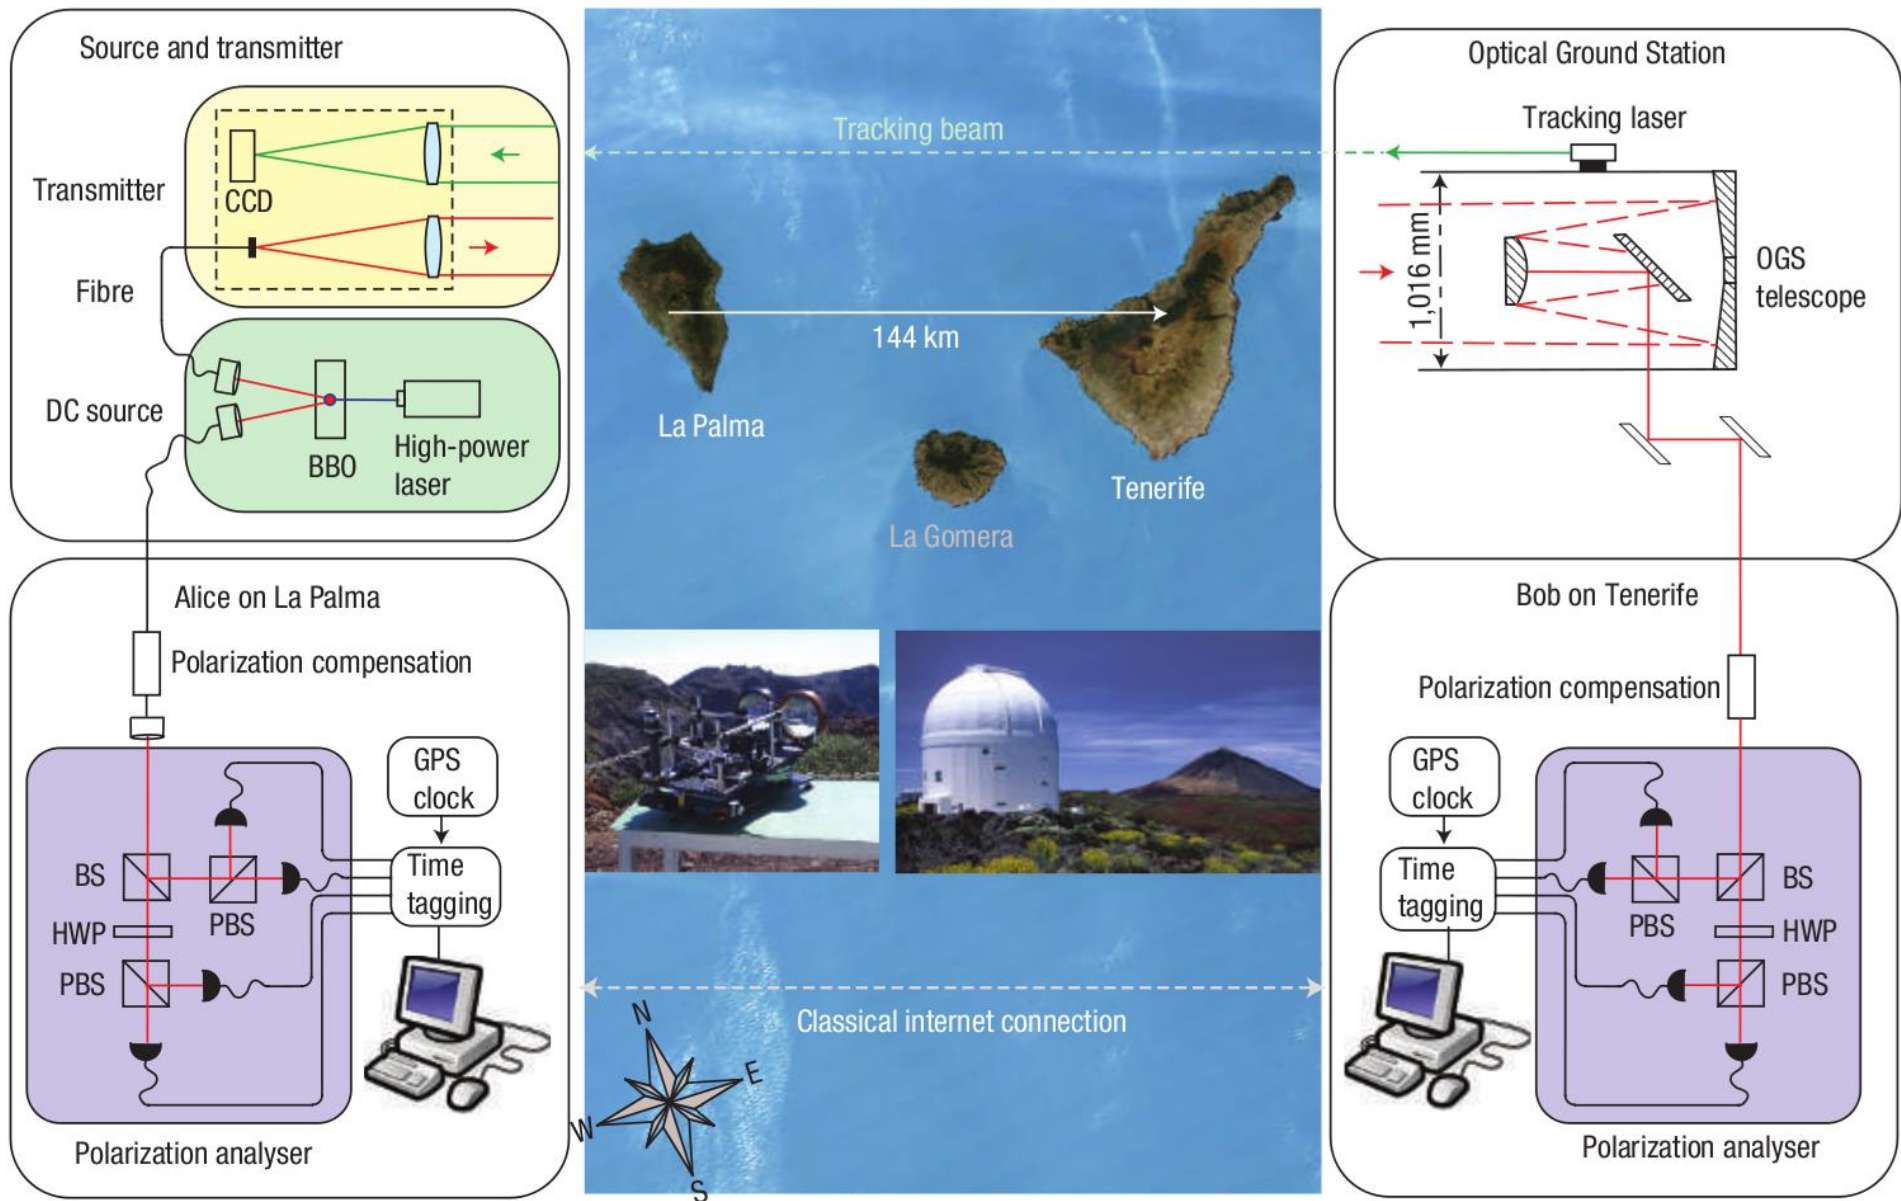 Source and transmitter
Transmitter
CCD
Fibre
DC source
BBO
High-power
laser
Alice on La Palma
Polarization compensation
GPS
clock
BS
PBS
Time
tagging
HWP
PBS
Polarization analyser
Tracking beam
144 km
La Palma
Tenerife
La Gomera
Classical internet connection
N
E
W
S
Optical Ground Station
Tracking laser
1,016 mm
OGS
telescope
Bob on Tenerife
Polarization compensation
GPS
clock
Time
tagging
PBS
BS
HWP
PBS
Polarization analyser